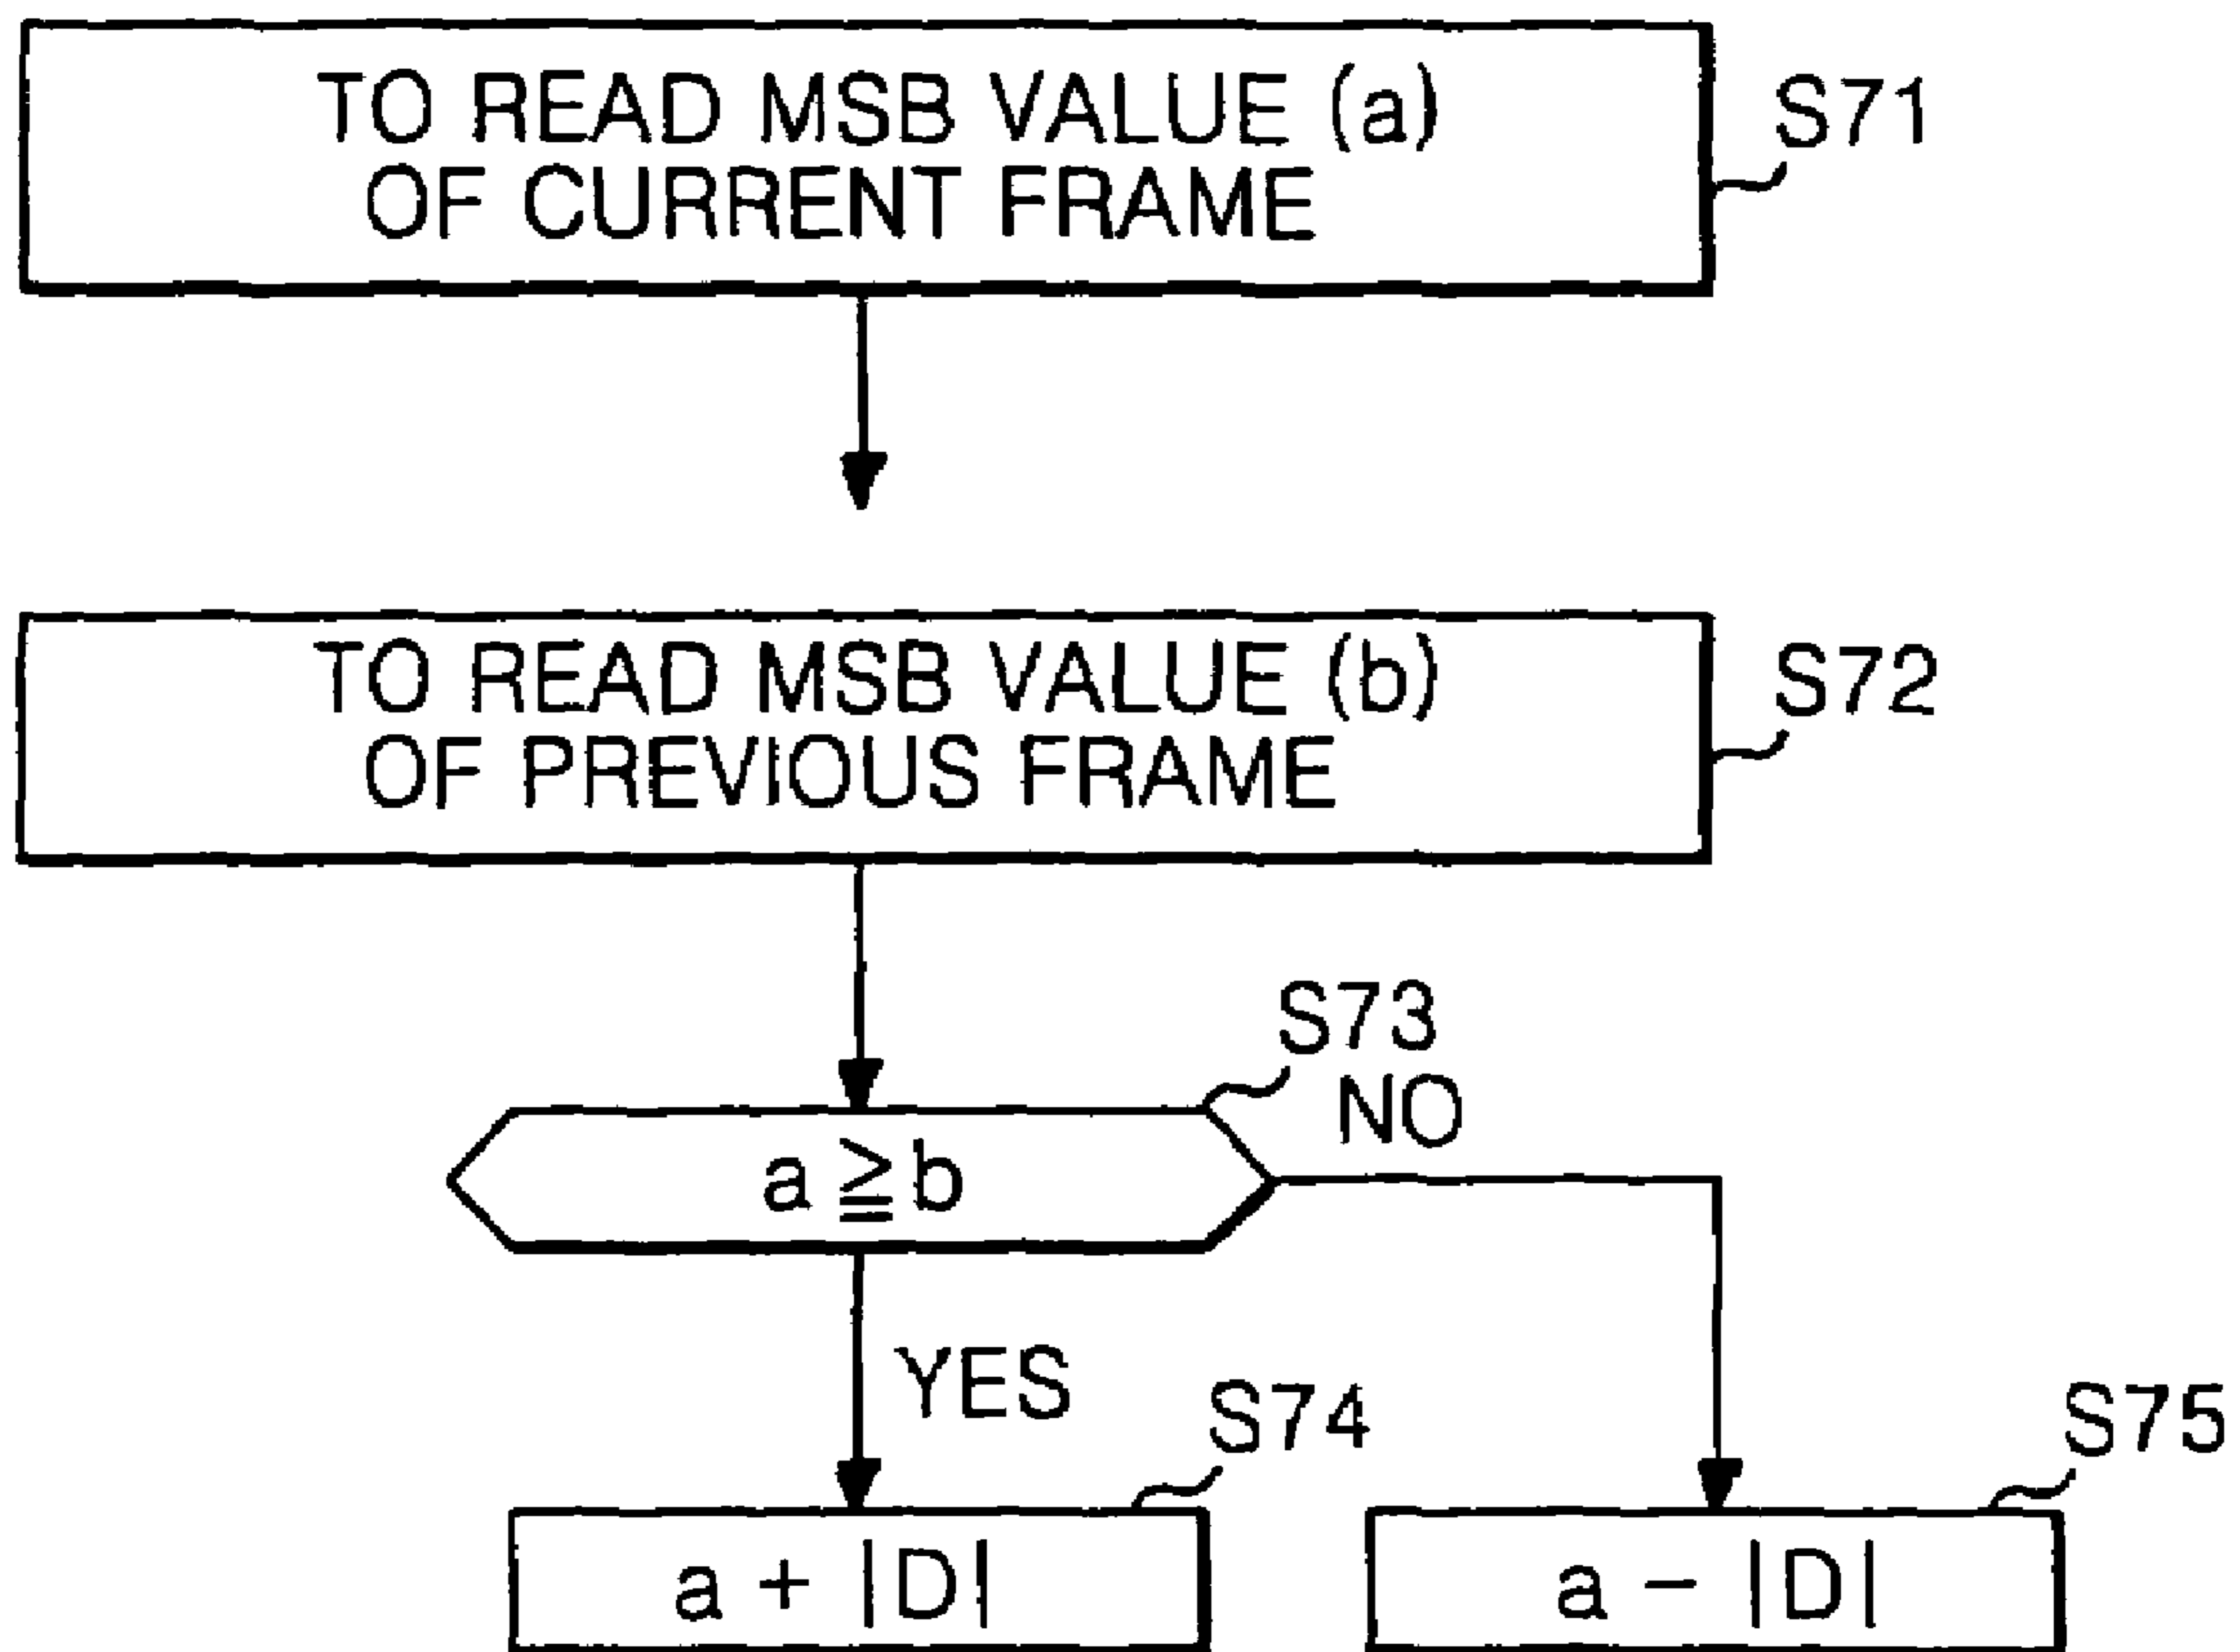 TO READ MSB VALUE (a)
OF CURRENT FRAME
S71
TO READ MSB VALUE (b)
OF PREVIOUS FRAME
S72
S73
NO
a ≧ b
YES
S74
S75
a + |D|
a − |D|